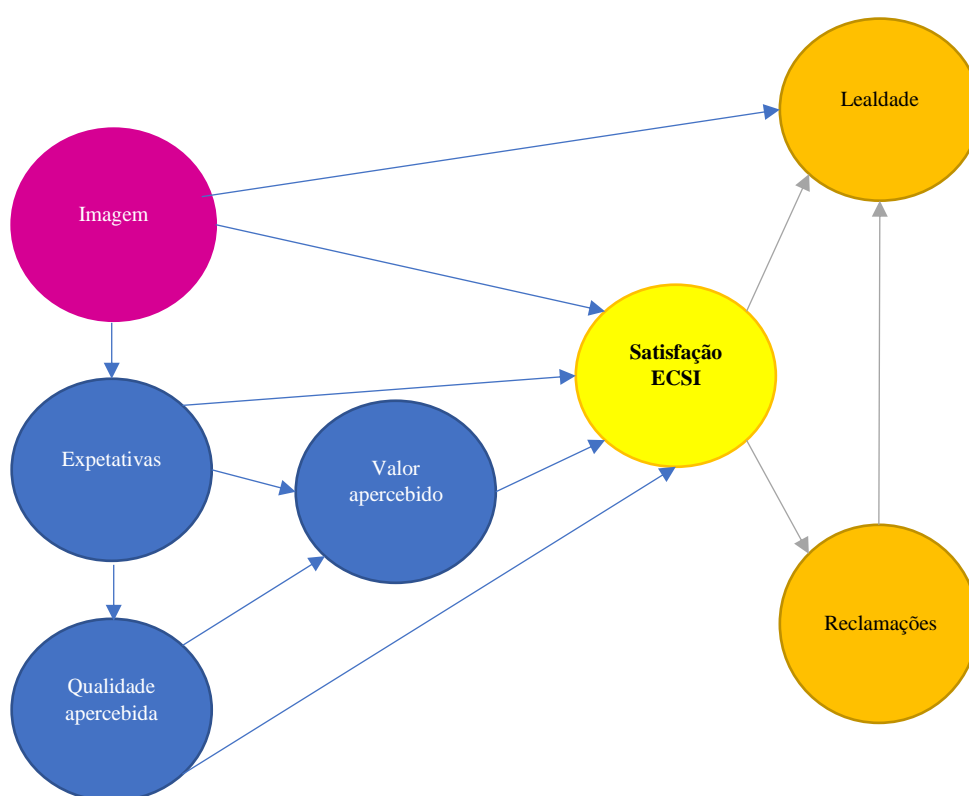 Lealdade
Imagem
Satisfação
ECSI
Expetativas
Valor
apercebido
Reclamações
Qualidade
apercebida